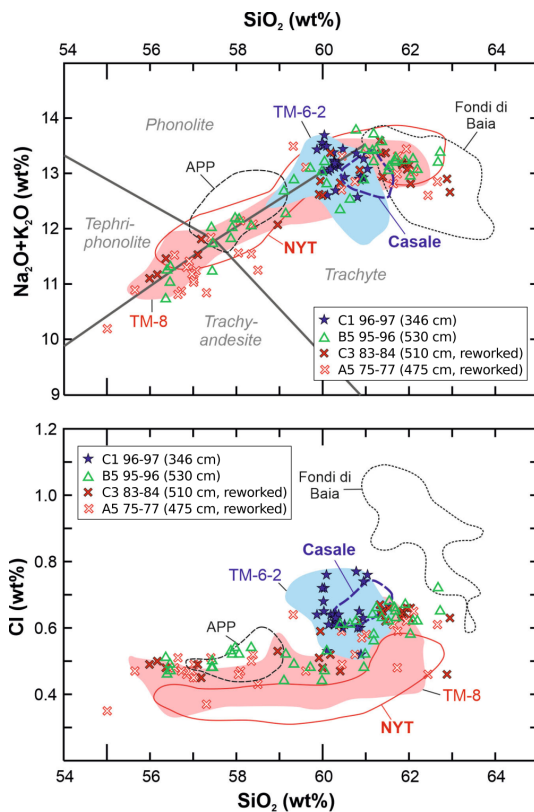 SiO2 (wt%)
54 56 58 60 62 64
15
14
13
12
11
10
9
Na2O+K2O (wt%)
Phonolite
TM-6-2
Fondi di
Baia
APP
Tephri-
phonolite
NYT
Casale
Trachyte
TM-8
Trachy-
andesite
C1 96-97 (346 cm)
B5 95-96 (530 cm)
C3 83-84 (510 cm, reworked)
A5 75-77 (475 cm, reworked)
1.2
1.0
0.8
0.6
0.4
Cl (wt%)
C1 96-97 (346 cm)
B5 95-96 (530 cm)
C3 83-84 (510 cm, reworked)
A5 75-77 (475 cm, reworked)
Fondi di
Baia
Casale
TM-6-2
APP
TM-8
NYT
54 56 58 60 62 64
SiO2 (wt%)